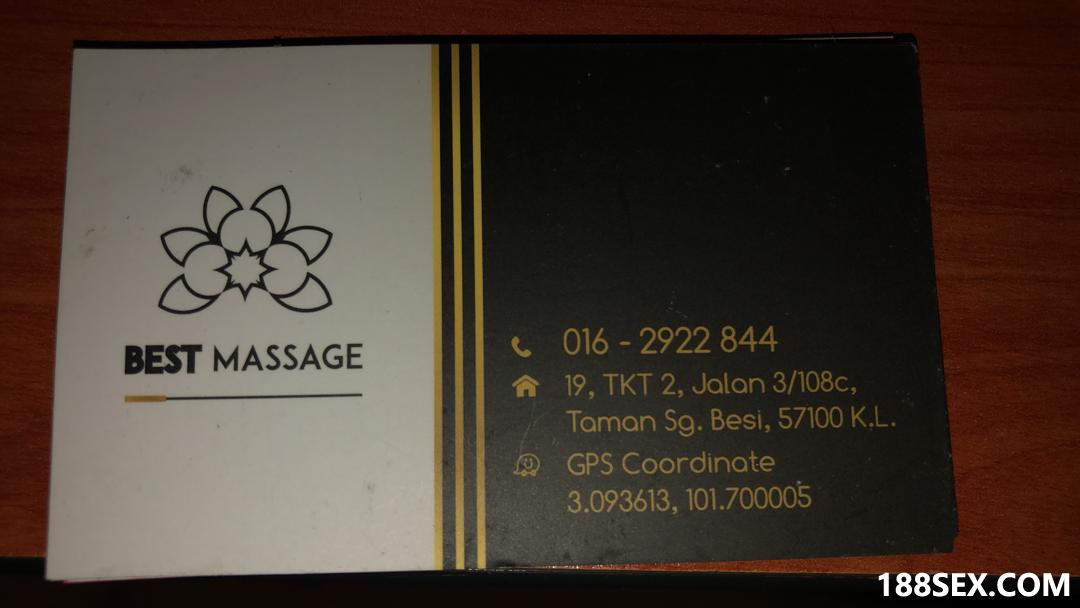 BEST MASSAGE
016 - 2922 844
19, TKT 2, Jalan 3/108c,
Taman Sg. Besi, 57100 K.L.
GPS Coordinate
3.093613, 101.700005
188SEX.COM